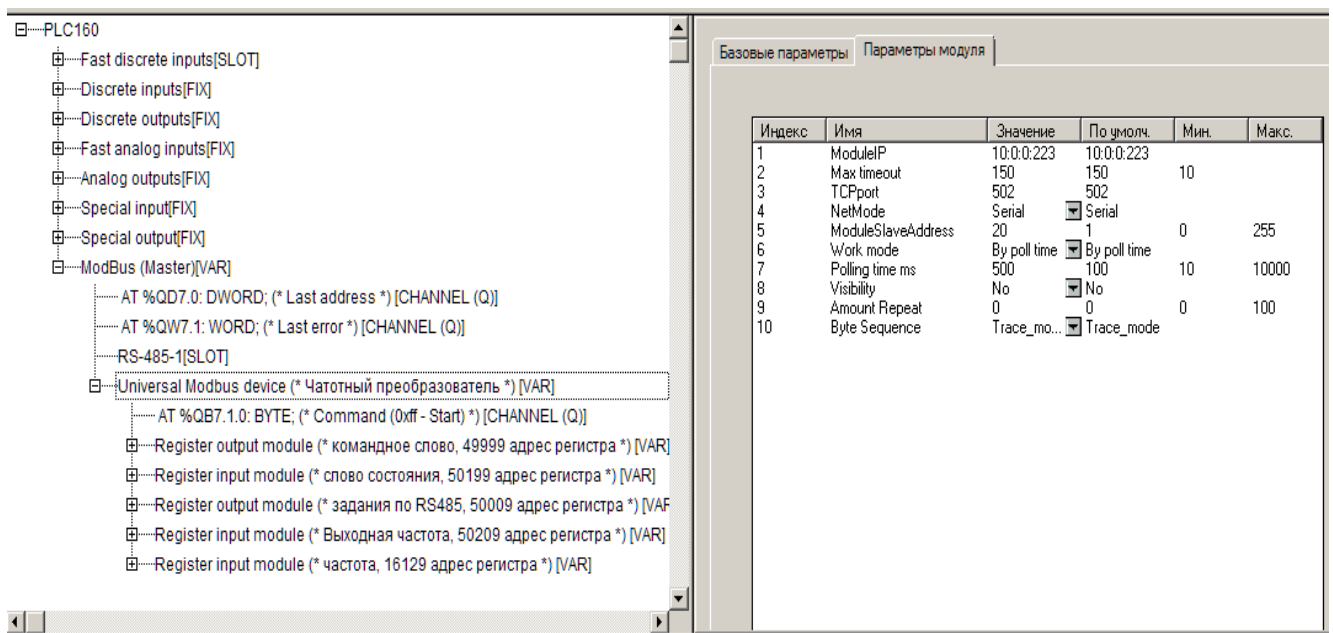 PLC160
Fast discrete inputs[SLOT]
Discrete inputs[FIX]
Discrete outputs[FIX]
Fast analog inputs[FIX]
Analog outputs[FIX]
Special input[FIX]
Special output[FIX]
ModBus (Master)[VAR]
AT %QD7.0: DWORD; (* Last address *) [CHANNEL (Q)]
AT %QW7.1: WORD; (* Last error *) [CHANNEL (Q)]
RS-485-1[SLOT]
Universal Modbus device (* Чатотный преобразователь *) [VAR]
AT %QB7.1.0: BYTE; (* Command (0xff - Start) *) [CHANNEL (Q)]
Register output module (* командное слово, 49999 адрес регистра *) [VAR]
Register input module (* слово состояния, 50199 адрес регистра *) [VAR]
Register output module (* задания по RS485, 50009 адрес регистра *) [VAR
Register input module (* Выходная частота, 50209 адрес регистра *) [VAR]
Register input module (* частота, 16129 адрес регистра *) [VAR]
Базовые параметры Параметры модуля
Индекс Имя Значение По умолч. Мин. Макс.
1 ModuleIP 10:0:0:223 10:0:0:223
2 Max timeout 150 150 10
3 TCPport 502 502
4 NetMode Serial Serial
5 ModuleSlaveAddress 20 1 0 255
6 Work mode By poll time By poll time
7 Polling time ms 500 100 10 10000
8 Visibility No No
9 Amount Repeat 0 0 0 100
10 Byte Sequence Trace_mo... Trace_mode